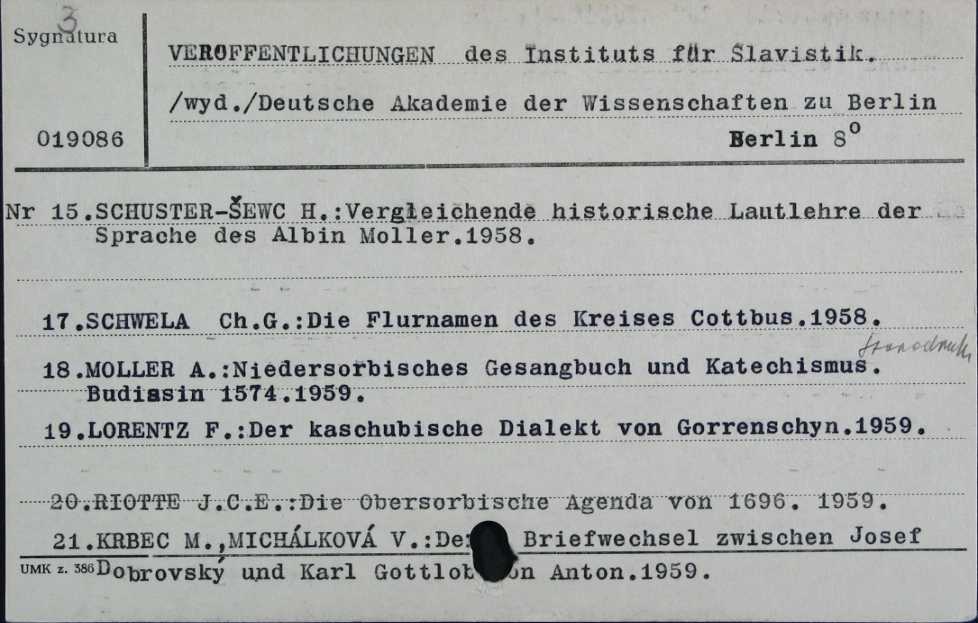 3
Sygnatura
VEROFFENTLICHUNGEN des Instituts für Slavistik.
/wyd./Deutsche Akademie der Wissenschaften zu Berlin
019086
Berlin 8º
Nr 15.SCHUSTER-ŠEWC H.:Vergleichende historische Lautlehre der
Sprache des Albin Moller.1958.
17.SCHWELA Ch.G.:Die Flurnamen des Kreises Cottbus.1958.
starodruk
18.MOLLER A.:Niedersorbisches Gesangbuch und Katechismus.
Budissin 1574.1959.
19.LORENTZ F.:Der kaschubische Dialekt von Gorrenschyn.1959.
20.RIOTTE J.C.E.:Die Obersorbische Agenda von 1696. 1959.
21.KRBEC M.,MICHÁLKOVÁ V.:Der Briefwechsel zwischen Josef
UMK z. 386 Dobrovský und Karl Gottlob von Anton.1959.